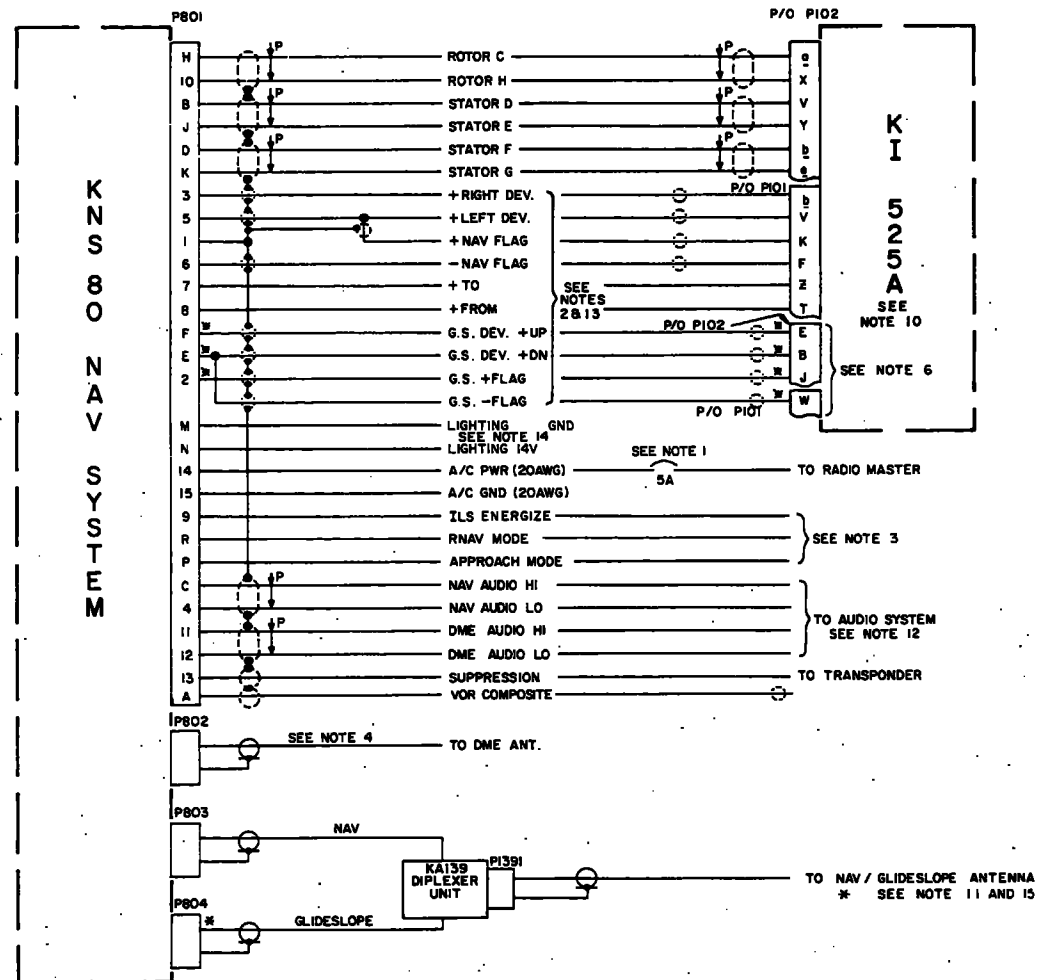 P801
P/O P102
H ROTOR C a
10 ROTOR H X
B STATOR D V
J STATOR E Y
D STATOR F b
K STATOR G e
P P P
P P P
P/O P101
3 +RIGHT DEV. b
5 +LEFT DEV. V
1 +NAV FLAG K
6 -NAV FLAG F
7 +TO Z
8 +FROM T
SEE
NOTES
2 & 13
P/O P102
F G.S. DEV. +UP E
E G.S. DEV. +DN B
2 G.S. +FLAG J
G.S. -FLAG W
P/O P101
SEE NOTE 6
KI 525A
SEE
NOTE 10
KNS 80 NAV SYSTEM
M LIGHTING GND
SEE NOTE 14
N LIGHTING 14V
SEE NOTE 1
14 A/C PWR (20AWG) 5A TO RADIO MASTER
15 A/C GND (20AWG)
9 ILS ENERGIZE
R RNAV MODE SEE NOTE 3
P APPROACH MODE
C P NAV AUDIO HI
4 NAV AUDIO LO
TO AUDIO SYSTEM
SEE NOTE 12
11 P DME AUDIO HI
12 DME AUDIO LO
13 SUPPRESSION TO TRANSPONDER
A VOR COMPOSITE
P802
SEE NOTE 4 TO DME ANT.
P803
NAV
KA139
DIPLEXER
UNIT
P1391
TO NAV/GLIDESLOPE ANTENNA
* SEE NOTE 11 AND 15
P804
* GLIDESLOPE